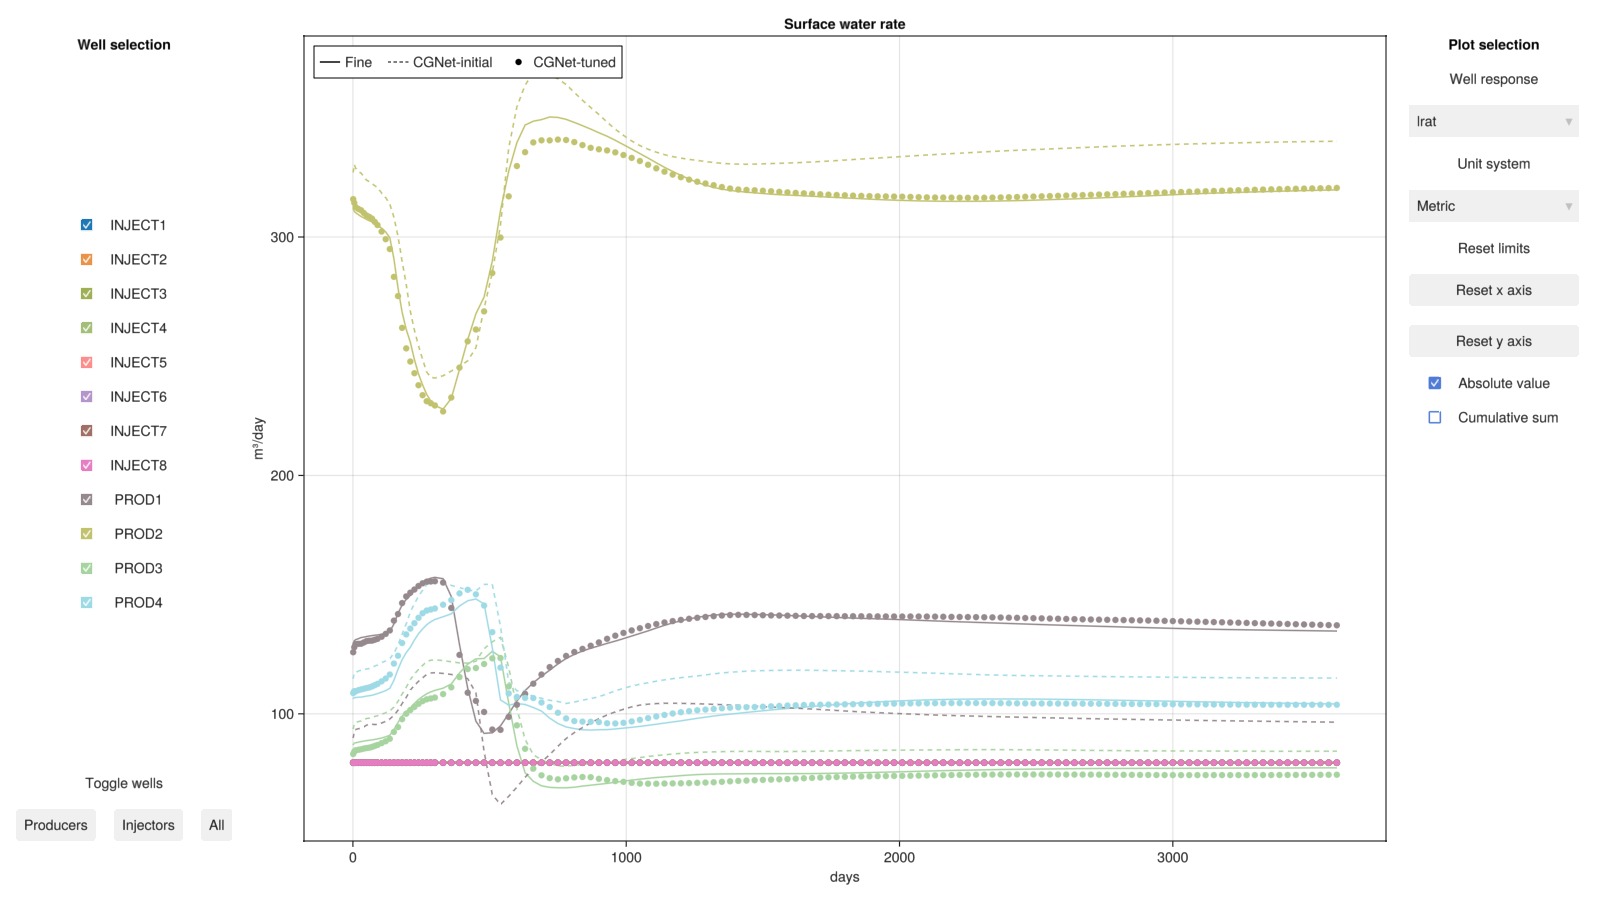 Surface water rate
Well selection
INJECT1
INJECT2
INJECT3
INJECT4
INJECT5
INJECT6
INJECT7
INJECT8
PROD1
PROD2
PROD3
PROD4
Toggle wells
Producers Injectors All
Fine CGNet-initial CGNet-tuned
300
200
100
m³/day
0 1000 2000 3000
days
Plot selection
Well response
lrat
Unit system
Metric
Reset limits
Reset x axis
Reset y axis
Absolute value
Cumulative sum